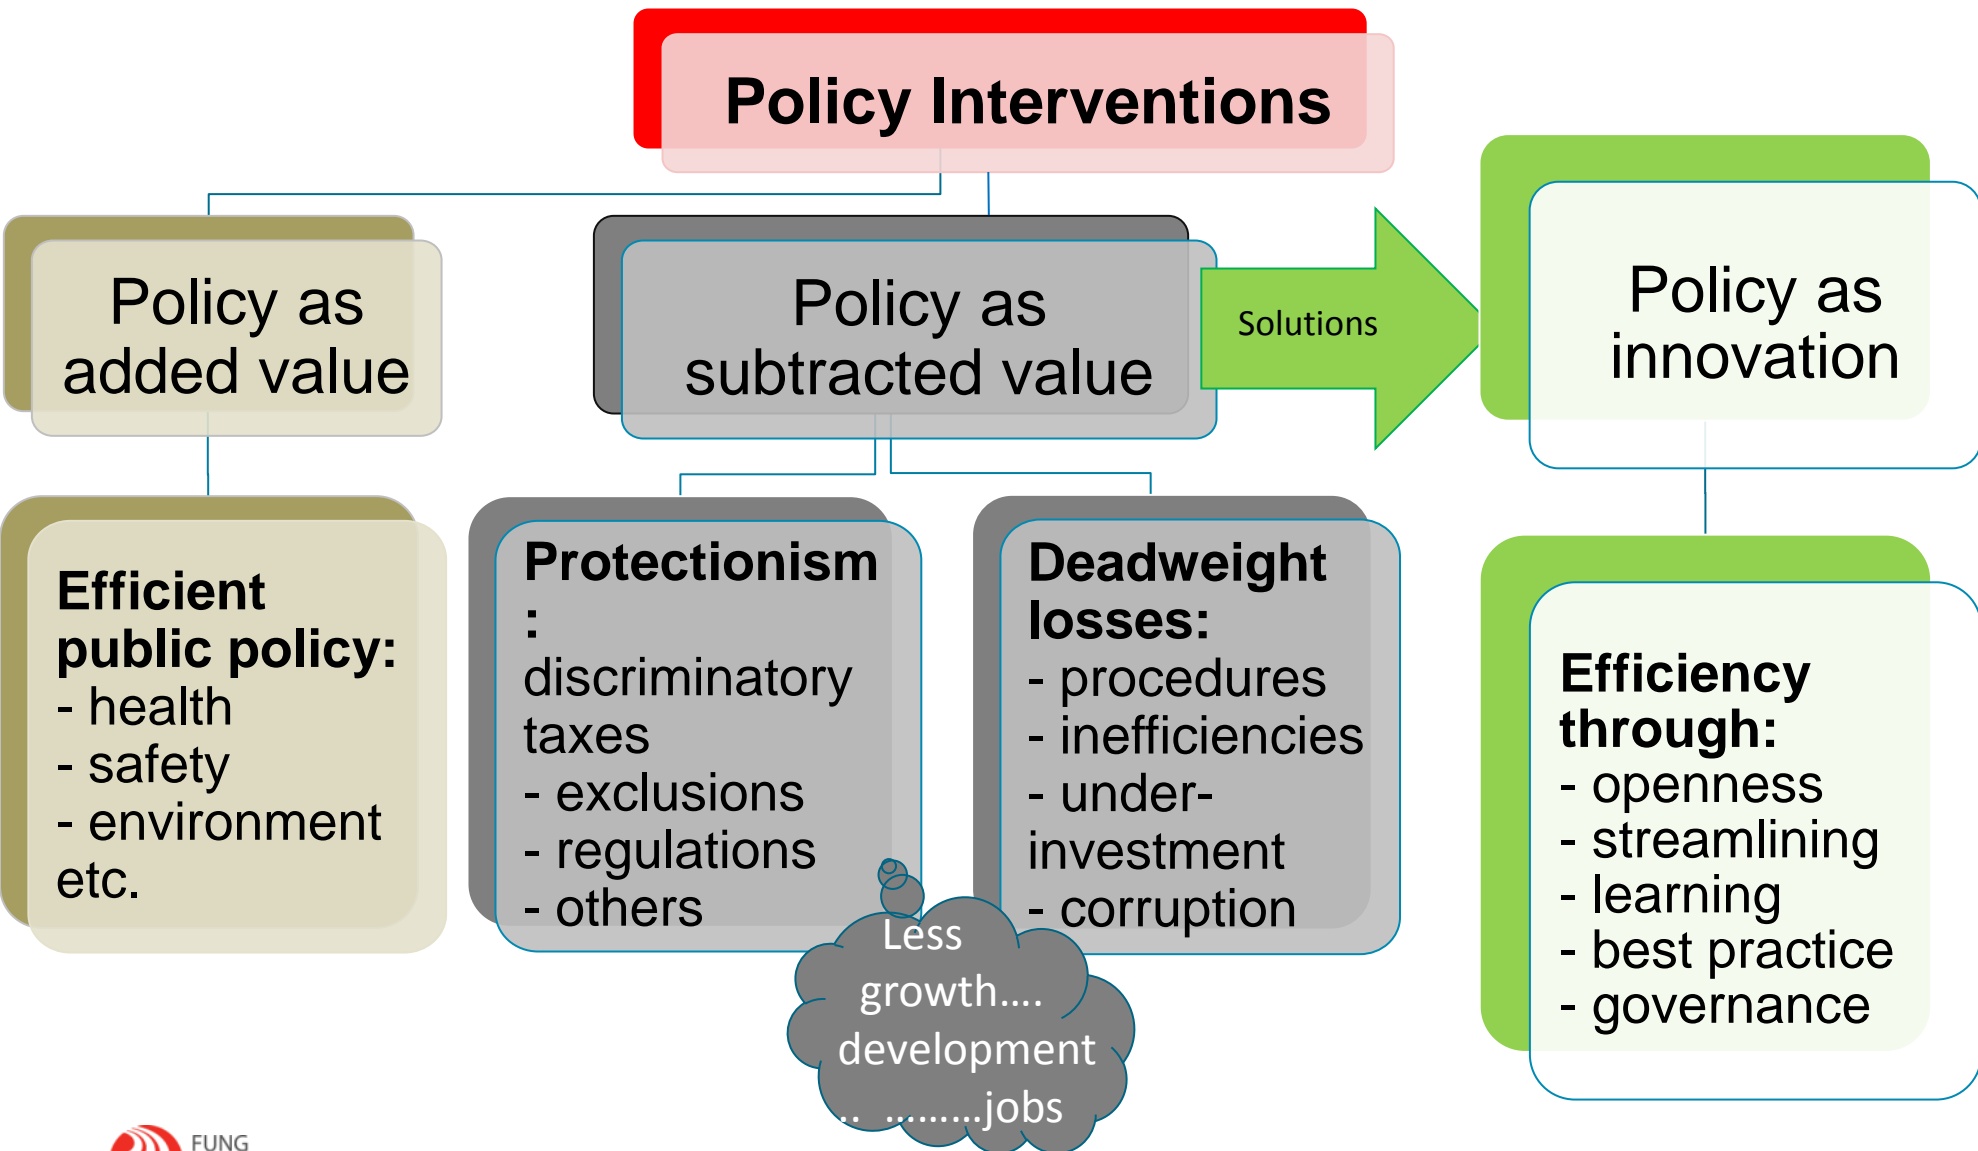 Policy Interventions
Policy as
added value
Policy as
subtracted value
Solutions
Policy as
innovation
Efficient
public policy:
- health
- safety
- environment
etc.
Protectionism
:
discriminatory
taxes
- exclusions
- regulations
- others
Deadweight
losses:
- procedures
- inefficiencies
- under-
investment
- corruption
Efficiency
through:
- openness
- streamlining
- learning
- best practice
- governance
Less
growth....
development
.. .........jobs
FUNG